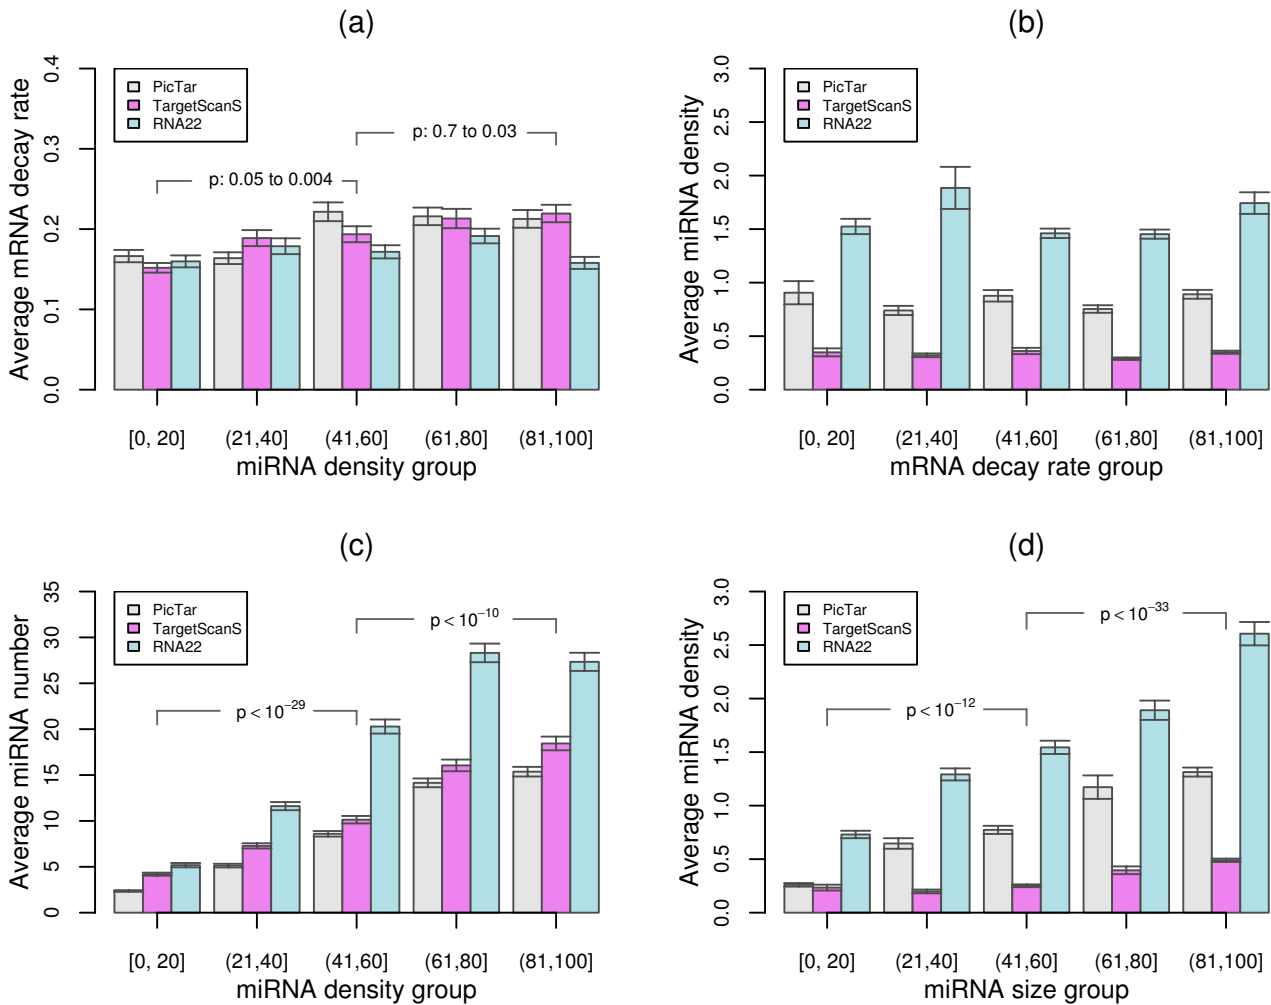 (a)
Average mRNA decay rate
0.0 0.1 0.2 0.3 0.4
PicTar
TargetScanS
RNA22
p: 0.7 to 0.03
p: 0.05 to 0.004
[0, 20] (21,40] (41,60] (61,80] (81,100]
miRNA density group
(b)
Average miRNA density
0.0 0.5 1.0 1.5 2.0 2.5 3.0
PicTar
TargetScanS
RNA22
[0, 20] (21,40] (41,60] (61,80] (81,100]
mRNA decay rate group
(c)
Average miRNA number
0 5 10 15 20 25 30 35
PicTar
TargetScanS
RNA22
p < 10⁻¹⁰
p < 10⁻²⁹
[0, 20] (21,40] (41,60] (61,80] (81,100]
miRNA density group
(d)
Average miRNA density
0.0 0.5 1.0 1.5 2.0 2.5 3.0
PicTar
TargetScanS
RNA22
p < 10⁻³³
p < 10⁻¹²
[0, 20] (21,40] (41,60] (61,80] (81,100]
miRNA size group